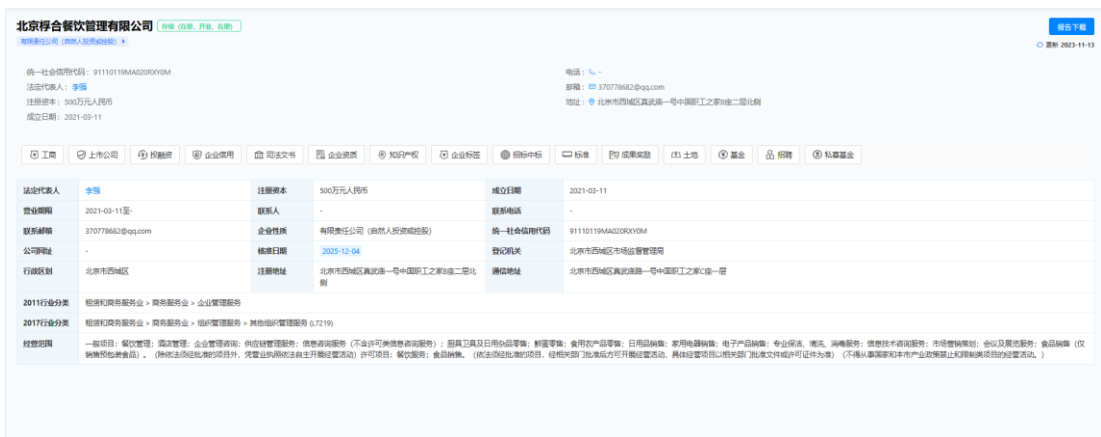 北京桴合餐饮管理有限公司 存续（在营、开业、在册）
报告下载
有限责任公司（自然人投资或控股）
更新 2023-11-13
统一社会信用代码：91110119MA020RXY0M
电话： -
法定代表人：李强
邮箱： 370778682@qq.com
注册资本：500万元人民币
地址： 北京市西城区真武庙一号中国职工之家B座二层北侧
成立日期：2021-03-11
工商 上市公司 投融资 企业信用 司法文书 企业资质 知识产权 企业标签 招标中标 标准 成果奖励 土地 基金 招聘 私募基金
法定代表人 李强 注册资本 500万元人民币 成立日期 2021-03-11
营业期限 2021-03-11至- 联系人 - 联系电话 -
联系邮箱 370778682@qq.com 企业性质 有限责任公司（自然人投资或控股） 统一社会信用代码 91110119MA020RXY0M
公司网址 - 核准日期 2025-12-04 登记机关 北京市西城区市场监督管理局
行政区划 北京市西城区 注册地址 北京市西城区真武庙一号中国职工之家B座二层北侧 通信地址 北京市西城区真武庙路一号中国职工之家C座一层
2011行业分类 租赁和商务服务业 > 商务服务业 > 企业管理服务
2017行业分类 租赁和商务服务业 > 商务服务业 > 组织管理服务 > 其他组织管理服务 (L7219)
经营范围 一般项目：餐饮管理；酒店管理；企业管理咨询；供应链管理服务；信息咨询服务（不含许可类信息咨询服务）；厨具卫具及日用杂品零售；鲜蛋零售；食用农产品零售；日用品销售；家用电器销售；电子产品销售；专业保洁、清洗、消毒服务；信息技术咨询服务；市场营销策划；会议及展览服务；食品销售（仅
销售预包装食品）。（除依法须经批准的项目外，凭营业执照依法自主开展经营活动）许可项目：餐饮服务；食品销售。（依法须经批准的项目，经相关部门批准后方可开展经营活动，具体经营项目以相关部门批准文件或许可证件为准）（不得从事国家和本市产业政策禁止和限制类项目的经营活动。）